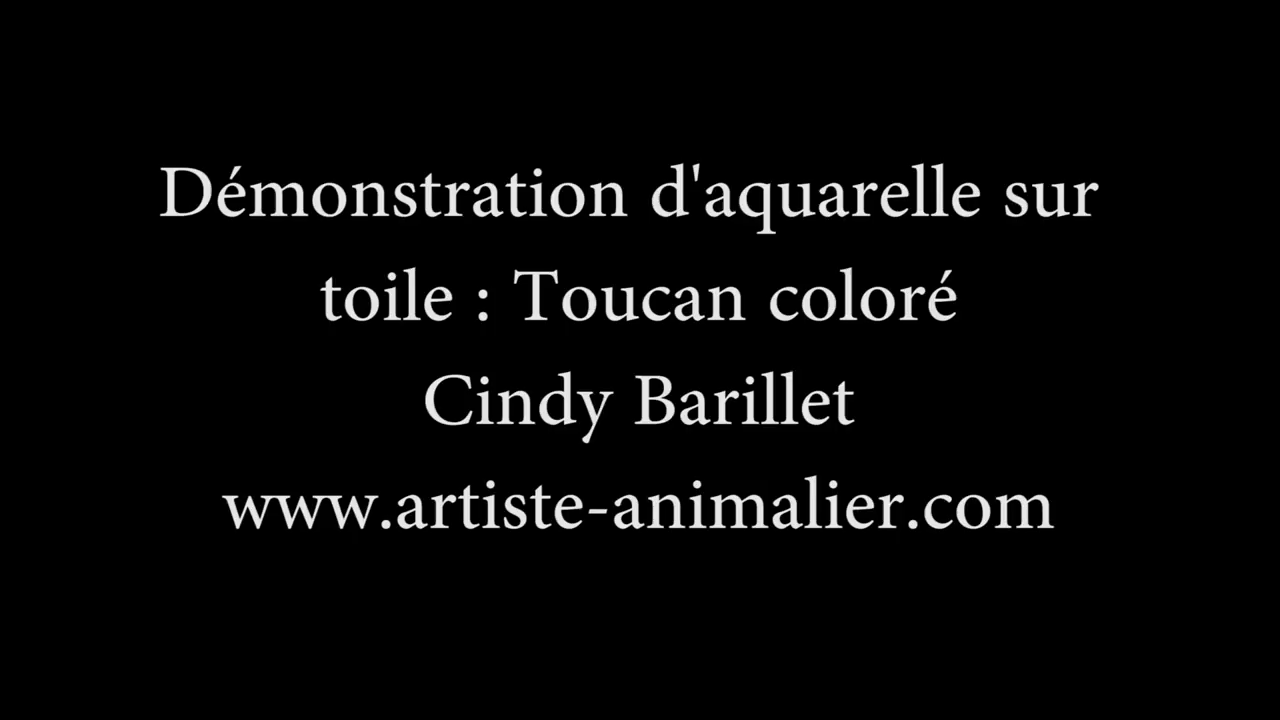 Démonstration d'aquarelle sur
toile : Toucan coloré
Cindy Barillet
www.artiste-animalier.com